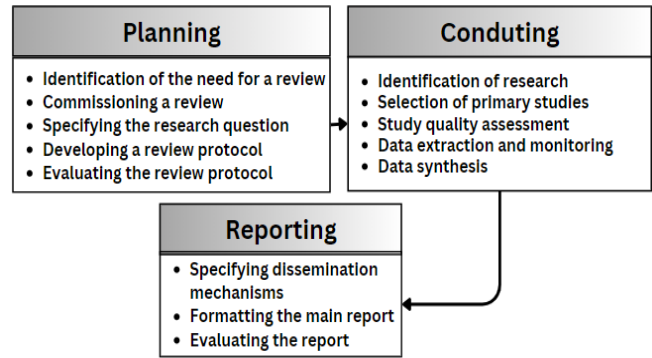 Planning
• Identification of the need for a review
• Commissioning a review
• Specifying the research question
• Developing a review protocol
• Evaluating the review protocol
Conduting
• Identification of research
• Selection of primary studies
• Study quality assessment
• Data extraction and monitoring
• Data synthesis
Reporting
• Specifying dissemination
mechanisms
• Formatting the main report
• Evaluating the report